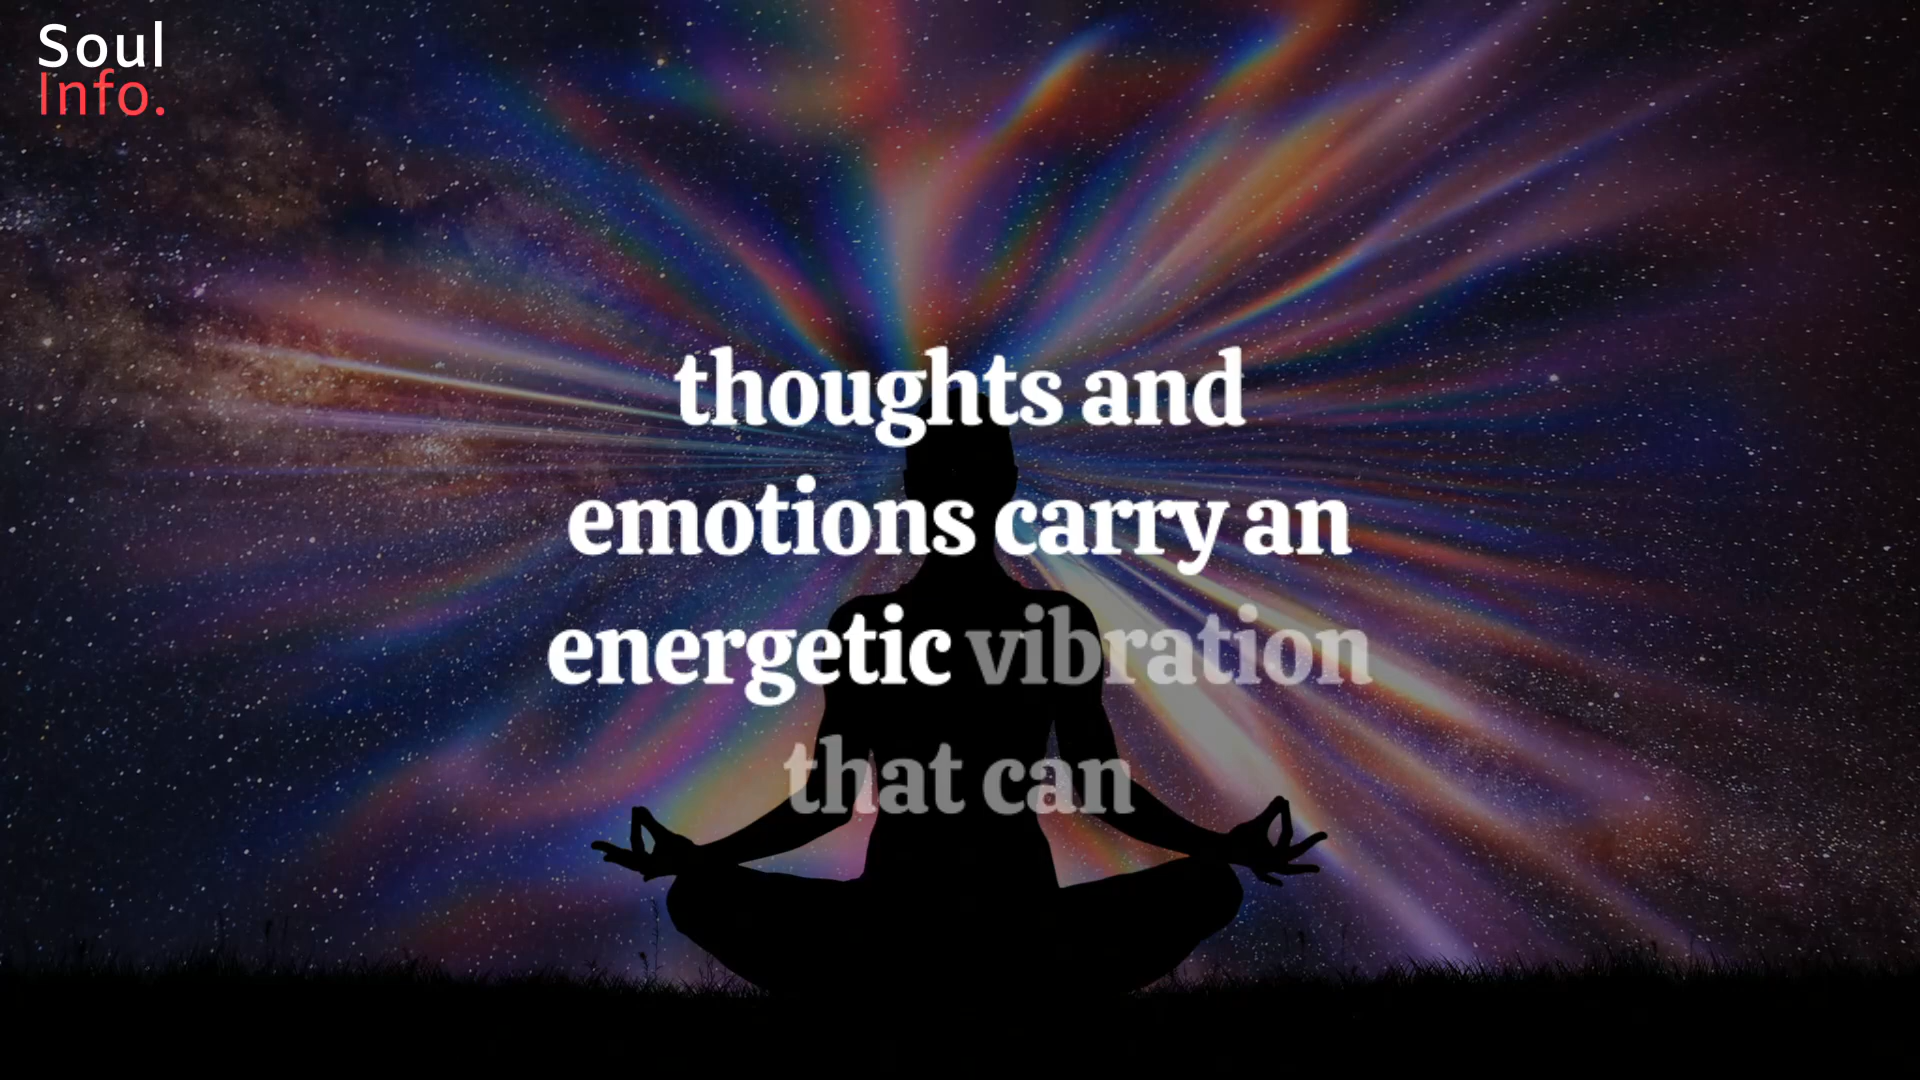 Soul
Info.
thoughts and
emotions carry an
energetic vibration
that can